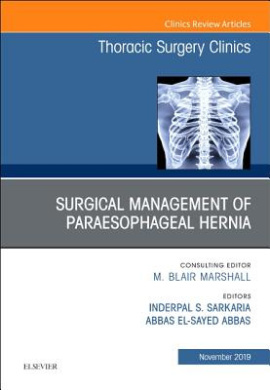 Clinics Review Articles
Thoracic Surgery Clinics
SURGICAL MANAGEMENT OF
PARAESOPHAGEAL HERNIA
CONSULTING EDITOR
M. BLAIR MARSHALL
EDITORS
INDERPAL S. SARKARIA
ABBAS EL-SAYED ABBAS
ELSEVIER
November 2019